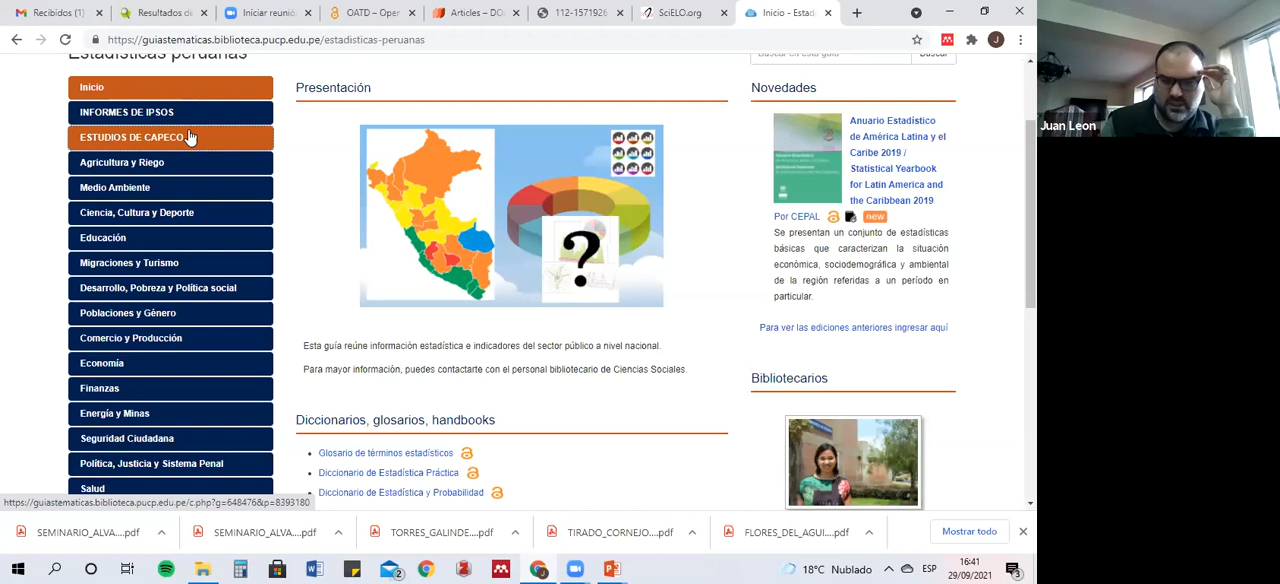 Recibidos (1)
Resultados de
Iniciar reunió
OATD – Oper
Articles – DO
112-1571926
SciELO.org
Inicio - Estad
https://guiastematicas.biblioteca.pucp.edu.pe/estadisticas-peruanas
J
Estadísticas peruanas
Buscar en esta guía
Buscar
Inicio
INFORMES DE IPSOS
ESTUDIOS DE CAPECO
Agricultura y Riego
Medio Ambiente
Ciencia, Cultura y Deporte
Educación
Migraciones y Turismo
Desarrollo, Pobreza y Política social
Poblaciones y Género
Comercio y Producción
Economía
Finanzas
Energía y Minas
Seguridad Ciudadana
Política, Justicia y Sistema Penal
Salud
https://guiastematicas.biblioteca.pucp.edu.pe/c.php?g=648476&p=8393180
Presentación
?
Esta guía reúne información estadística e indicadores del sector público a nivel nacional.
Para mayor información, puedes contactarte con el personal bibliotecario de Ciencias Sociales.
Diccionarios, glosarios, handbooks
Glosario de términos estadísticos
Diccionario de Estadística Práctica
Diccionario de Estadística y Probabilidad
Novedades
Anuario Estadístico
de América Latina y el
Caribe 2019 /
Statistical Yearbook
for Latin America and
the Caribbean 2019
Por CEPAL
new
Se presentan un conjunto de estadísticas
básicas que caracterizan la situación
económica, sociodemográfica y ambiental
de la región referidas a un período en
particular.
Para ver las ediciones anteriores ingresar aquí
Bibliotecarios
Juan Leon
SEMINARIO_ALVA....pdf
SEMINARIO_ALVA....pdf
TORRES_GALINDE....pdf
TIRADO_CORNEJO....pdf
FLORES_DEL_AGUI....pdf
Mostrar todo
2
18°C Nublado
ESP
16:41
29/09/2021
3